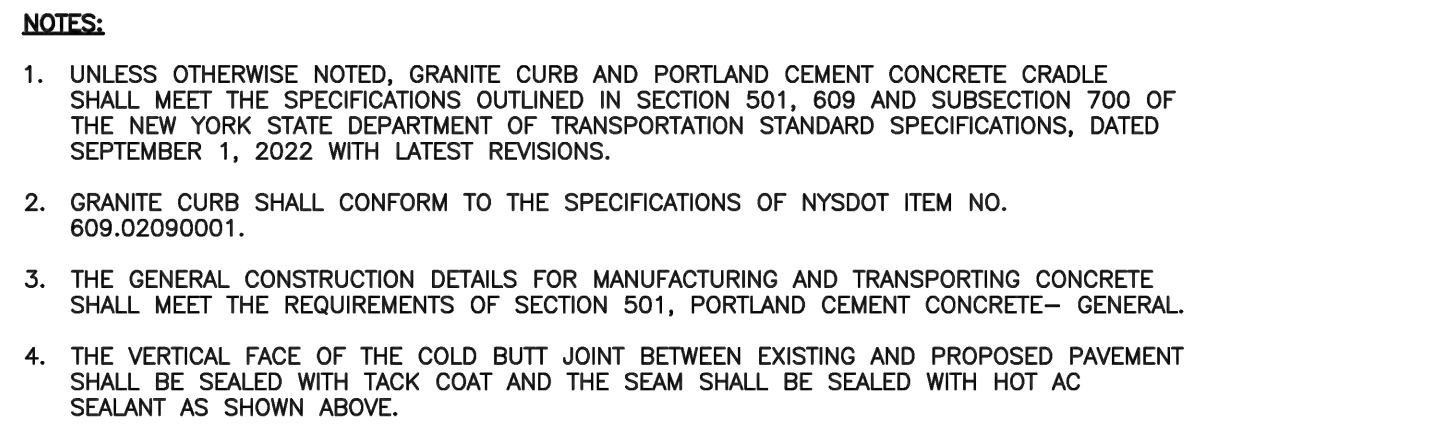 NOTES:
1. UNLESS OTHERWISE NOTED, GRANITE CURB AND PORTLAND CEMENT CONCRETE CRADLE
SHALL MEET THE SPECIFICATIONS OUTLINED IN SECTION 501, 609 AND SUBSECTION 700 OF
THE NEW YORK STATE DEPARTMENT OF TRANSPORTATION STANDARD SPECIFICATIONS, DATED
SEPTEMBER 1, 2022 WITH LATEST REVISIONS.
2. GRANITE CURB SHALL CONFORM TO THE SPECIFICATIONS OF NYSDOT ITEM NO.
609.02090001.
3. THE GENERAL CONSTRUCTION DETAILS FOR MANUFACTURING AND TRANSPORTING CONCRETE
SHALL MEET THE REQUIREMENTS OF SECTION 501, PORTLAND CEMENT CONCRETE– GENERAL.
4. THE VERTICAL FACE OF THE COLD BUTT JOINT BETWEEN EXISTING AND PROPOSED PAVEMENT
SHALL BE SEALED WITH TACK COAT AND THE SEAM SHALL BE SEALED WITH HOT AC
SEALANT AS SHOWN ABOVE.